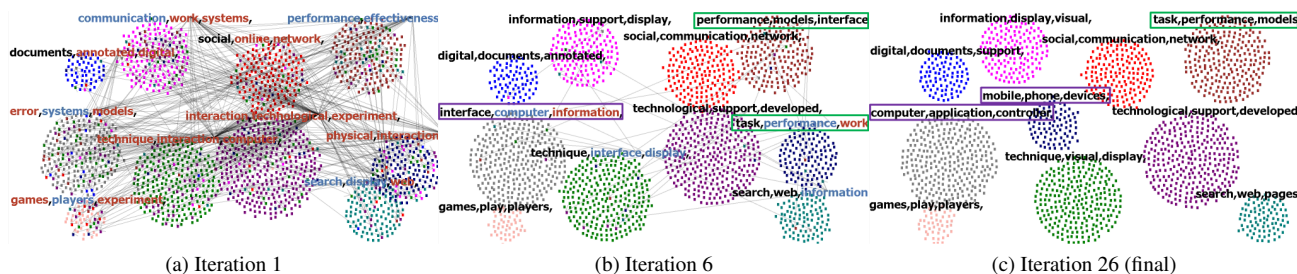 communication,work,systems,
performance,effectiveness
social,online,network,
documents,annotated,digital,
error,systems,models,
interaction,technological,experiment,
technique,interaction,computer
physical,interaction
search,display,web
games,players,experiment
(a) Iteration 1
information,support,display,
performance,models,interface
social,communication,network,
digital,documents,annotated,
interface,computer,information,
technological,support,developed,
task,performance,work
technique,interface,display,
search,web,information
games,play,players,
(b) Iteration 6
information,display,visual,
task,performance,models,
social,communication,network,
digital,documents,support,
mobile,phone,devices,
computer,application,controller
technological,support,developed
technique,visual,display,
search,web,pages
games,play,players,
(c) Iteration 26 (final)